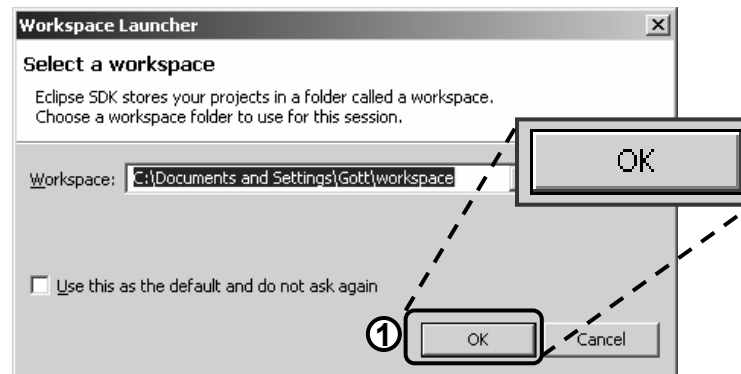 Workspace Launcher
Select a workspace
Eclipse SDK stores your projects in a folder called a workspace.
Choose a workspace folder to use for this session.
OK
Workspace: C:\Documents and Settings\Gott\workspace
Use this as the default and do not ask again
1 OK Cancel